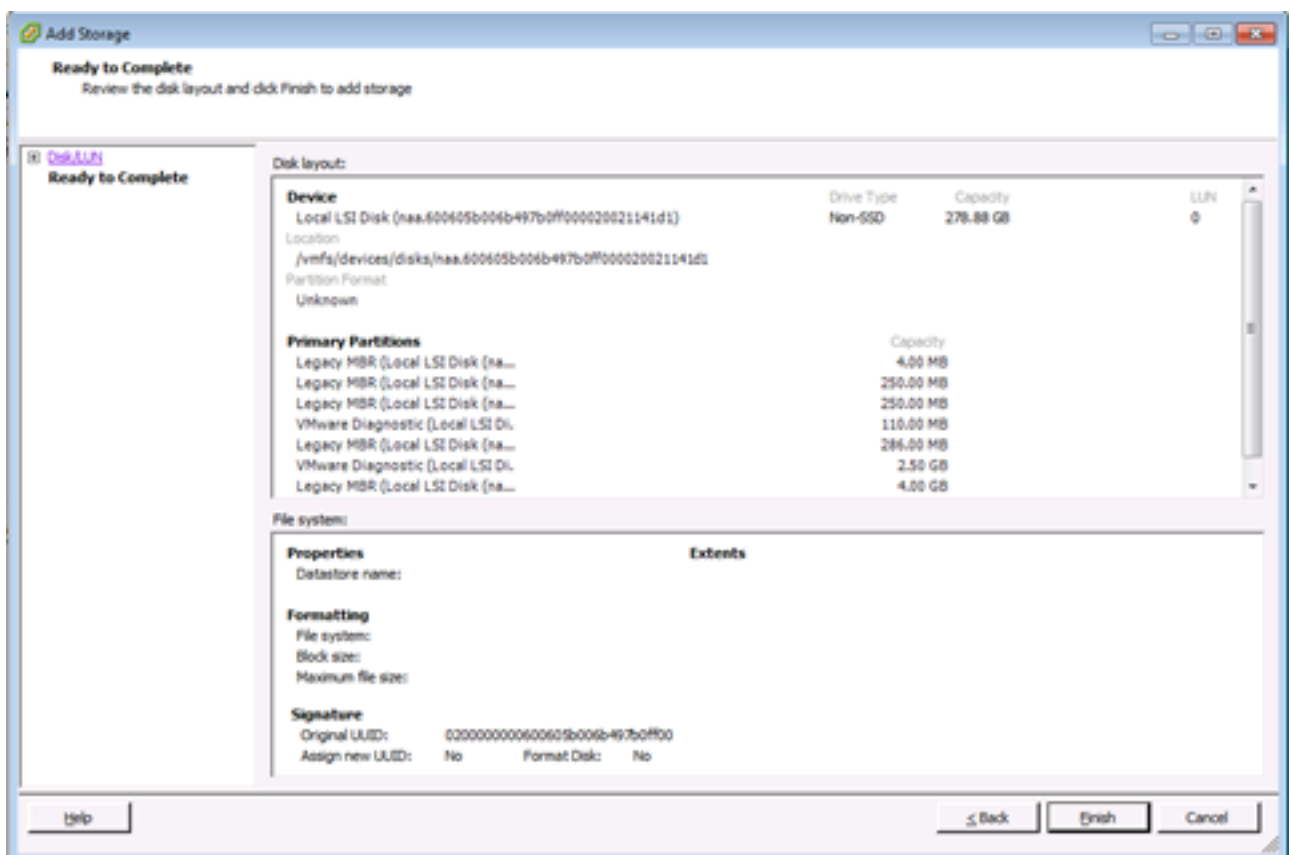 Add Storage
Ready to Complete
Review the disk layout and click Finish to add storage
Disk/LUN
Ready to Complete
Disk layout:
Device Drive Type Capacity LUN
Local LSI Disk (naa.600605b006b497b0ff000020021141d1) Non-SSD 278.88 GB 0
Location
/vmfs/devices/disks/naa.600605b006b497b0ff000020021141d1
Partition Format
Unknown
Primary Partitions Capacity
Legacy MBR (Local LSI Disk (na... 4.00 MB
Legacy MBR (Local LSI Disk (na... 250.00 MB
Legacy MBR (Local LSI Disk (na... 250.00 MB
VMware Diagnostic (Local LSI Di. 110.00 MB
Legacy MBR (Local LSI Disk (na... 286.00 MB
VMware Diagnostic (Local LSI Di. 2.50 GB
Legacy MBR (Local LSI Disk (na... 4.00 GB
File system:
Properties Extents
Datastore name:
Formatting
File system:
Block size:
Maximum file size:
Signature
Original UUID: 0200000000600605b006b497b0ff00
Assign new UUID: No Format Disk: No
Help < Back Finish Cancel